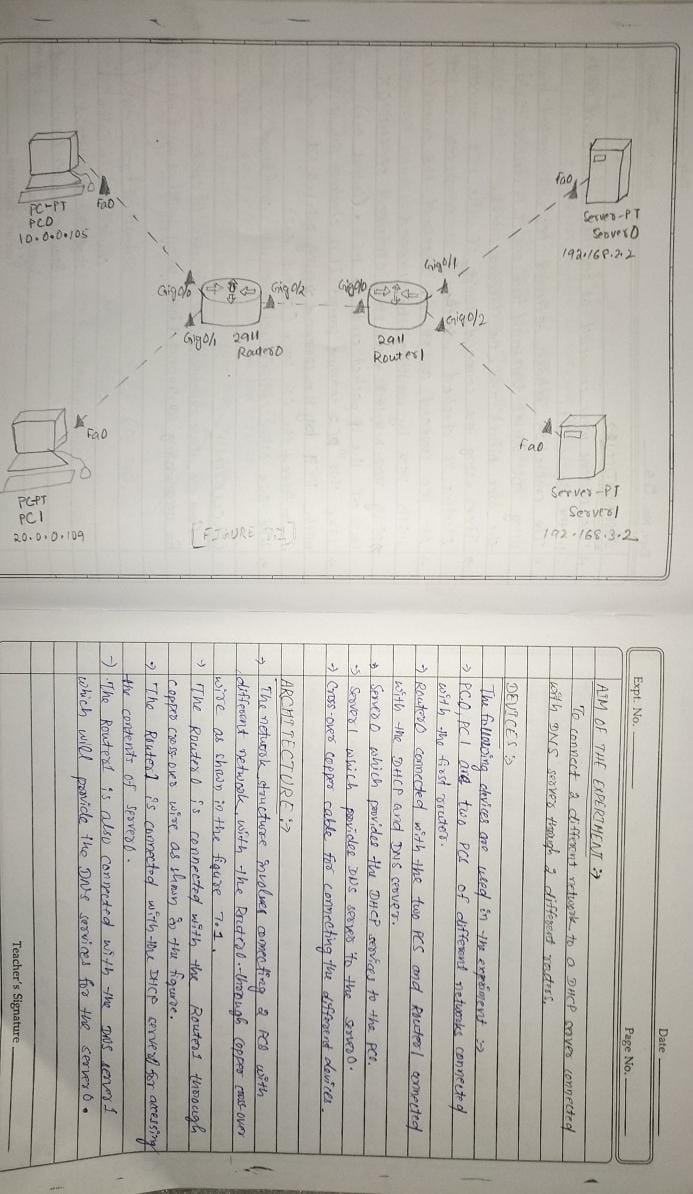 PC-PT
PC0
10.0.0.105
Fa0
Gig0/0
Gig0/1
2911
Router0
Gig0/2
Gig0/0
2911
Router1
Gig0/1
Gig0/2
Fa0
Server-PT
Server0
192.168.2.2
Fa0
PC-PT
PC1
20.0.0.109
Fa0
Server-PT
Server1
192.168.3.2
[FIGURE 7.1]
Date
Expt. No.
Page No.
AIM OF THE EXPERIMENT :→
To connect 2 different network to a DHCP server connected
with DNS server through 2 different routers.
DEVICES :→
The following devices are used in the experiment :→
→ PC0, PC1 are two PCs of different networks connected
with the first router.
→ Router0 connected with the two PCS and Router1 connected
with the DHCP and DNS server.
→ Server0 which provides the DHCP services to the PCs.
→ Server1 which provides DNS server to the server0.
→ Cross over copper cable for connecting the different devices.
ARCHITECTURE :→
→ The network structure involves connecting 2 PCs with
different network, with the Router0 through copper cross-over
wire as shown in the figure 7.1.
→ The Router0 is connected with the Router1 through
copper cross-over wire as shown in the figure.
→ The Router1 is connected with the DHCP server0 for accessing
the contents of server0.
→ The Router1 is also connected with the DNS server1
which will provide the DNS services for the server0.
Teacher's Signature